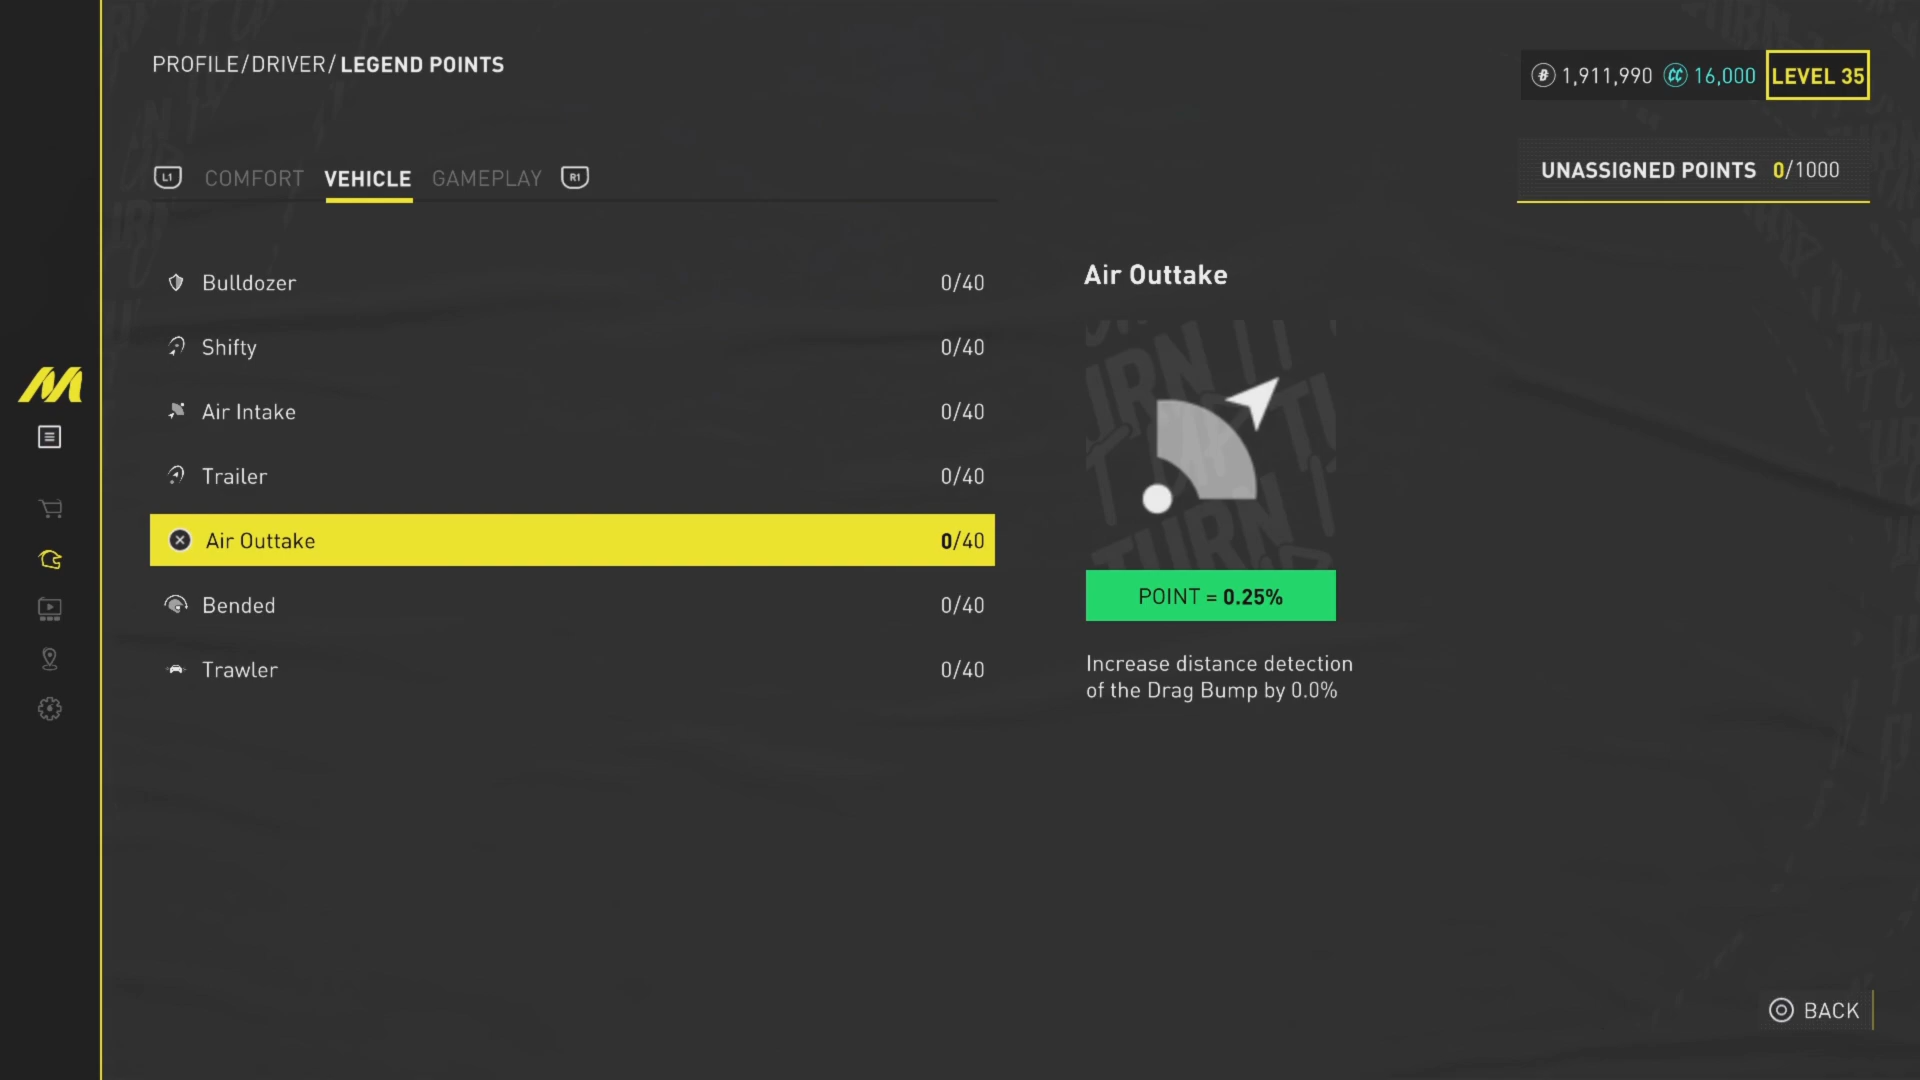 PROFILE/DRIVER/LEGEND POINTS
1,911,990 16,000 LEVEL 35
UNASSIGNED POINTS 0/1000
L1 COMFORT VEHICLE GAMEPLAY R1
Bulldozer 0/40
Shifty 0/40
Air Intake 0/40
Trailer 0/40
Air Outtake 0/40
Bended 0/40
Trawler 0/40
Air Outtake
POINT = 0.25%
Increase distance detection
of the Drag Bump by 0.0%
BACK